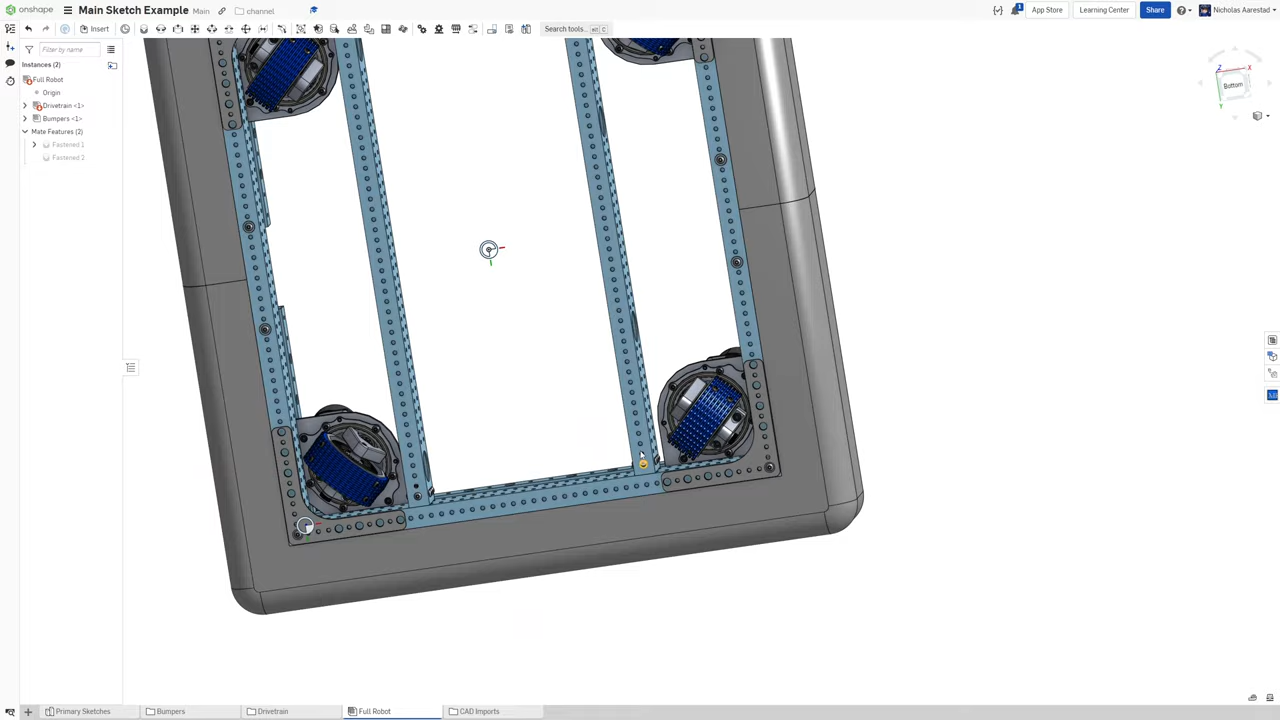 onshape
Main Sketch Example Main
channel
1
App Store
Learning Center
Share
Nicholas Aarestad
Insert
Search tools...
alt C
Filter by name
Instances (2)
Full Robot
Origin
Drivetrain <1>
Bumpers <1>
Mate Features (2)
Fastened 1
Fastened 2
Z
X
Bottom
Y
Primary Sketches
Bumpers
Drivetrain
Full Robot
CAD Imports